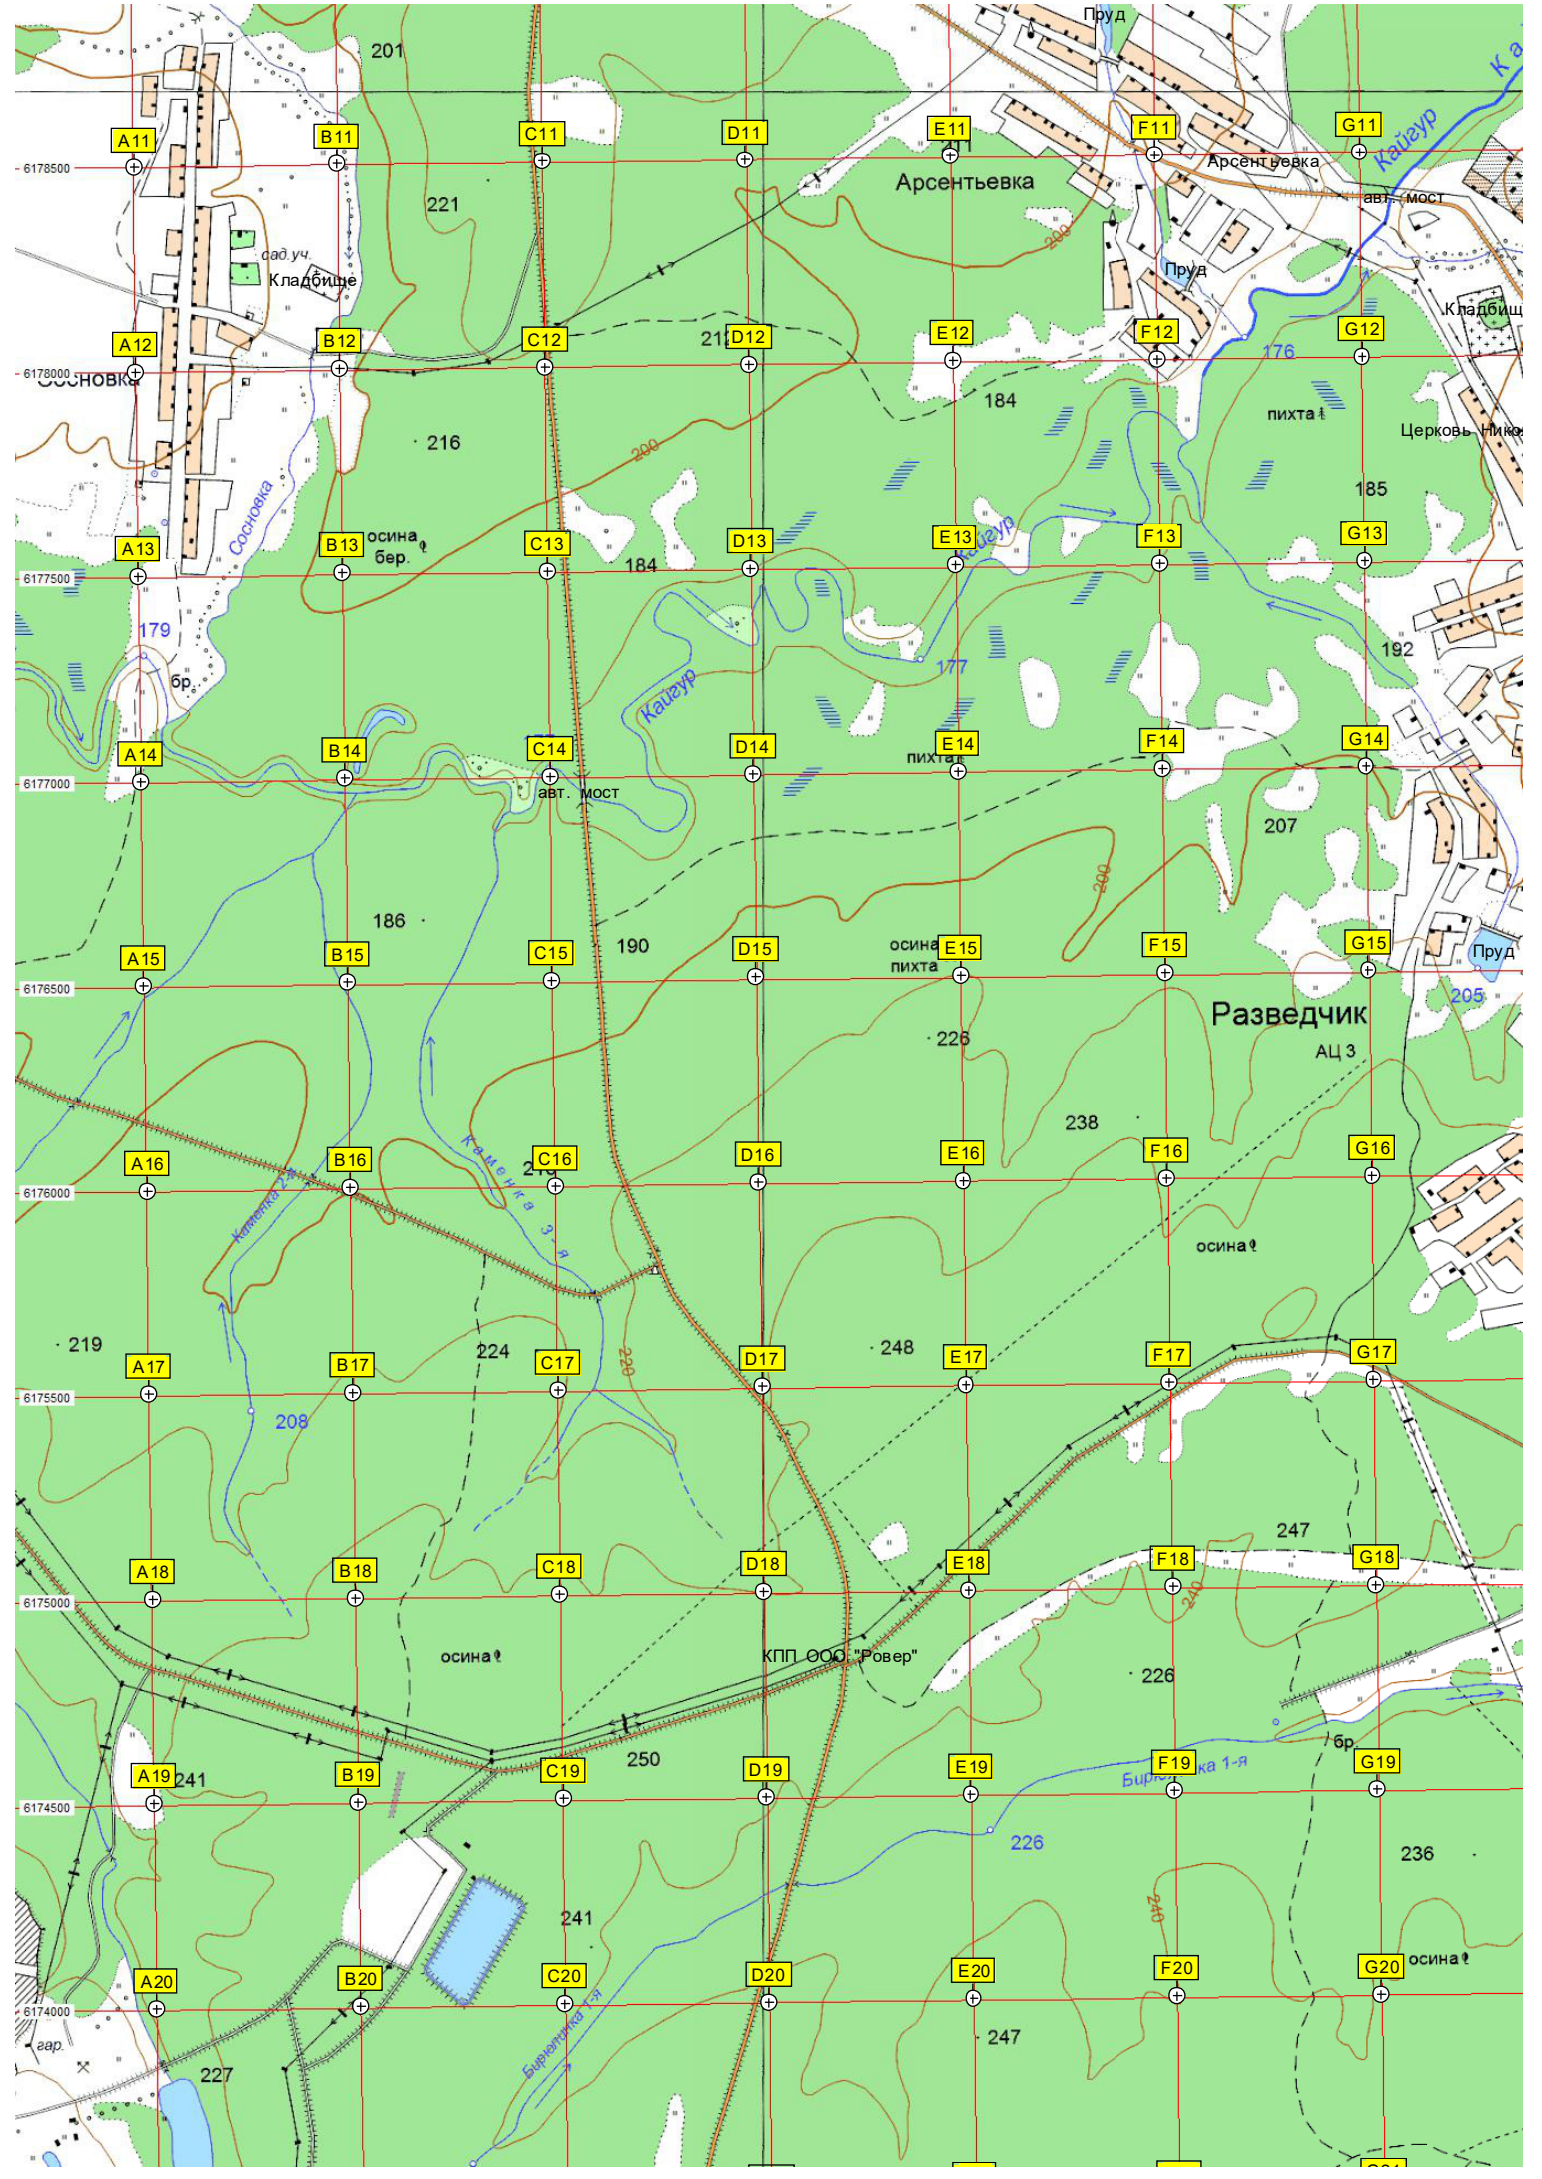 Пруд
201
A11
B11
C11
D11
E11
F11
G11
Кайгур
6178500
Арсентьевка
Арсентьевка
авт. мост
221
200
сад.уч.
Кладбище
Пруд
A12
B12
C12
D12
E12
F12
G12
176
6178000
184
216
200
пихта
185
Сосновка
A13
B13
осина
бер.
C13
184
D13
E13
F13
G13
6177500
179
192
бр.
177
Кайгур
A14
B14
C14
D14
E14
пихта
F14
G14
6177000
авт. мост
207
200
186
190
A15
B15
C15
D15
осина
пихта
E15
F15
G15
Пруд
6176500
205
Разведчик
226
АЦ 3
238
A16
B16
C16
D16
E16
F16
G16
6176000
Каменка 2-я
Каменка 3-я
осина
219
224
220
248
A17
B17
C17
D17
E17
F17
G17
6175500
208
247
A18
B18
C18
D18
E18
F18
G18
6175000
240
осина
КПП ООО "Ровер"
226
250
бр.
A19
241
B19
C19
D19
E19
F19
G19
6174500
226
236
241
240
осина
A20
B20
C20
D20
E20
F20
G20
6174000
Бирюлинка 1-я
гар.
227
247